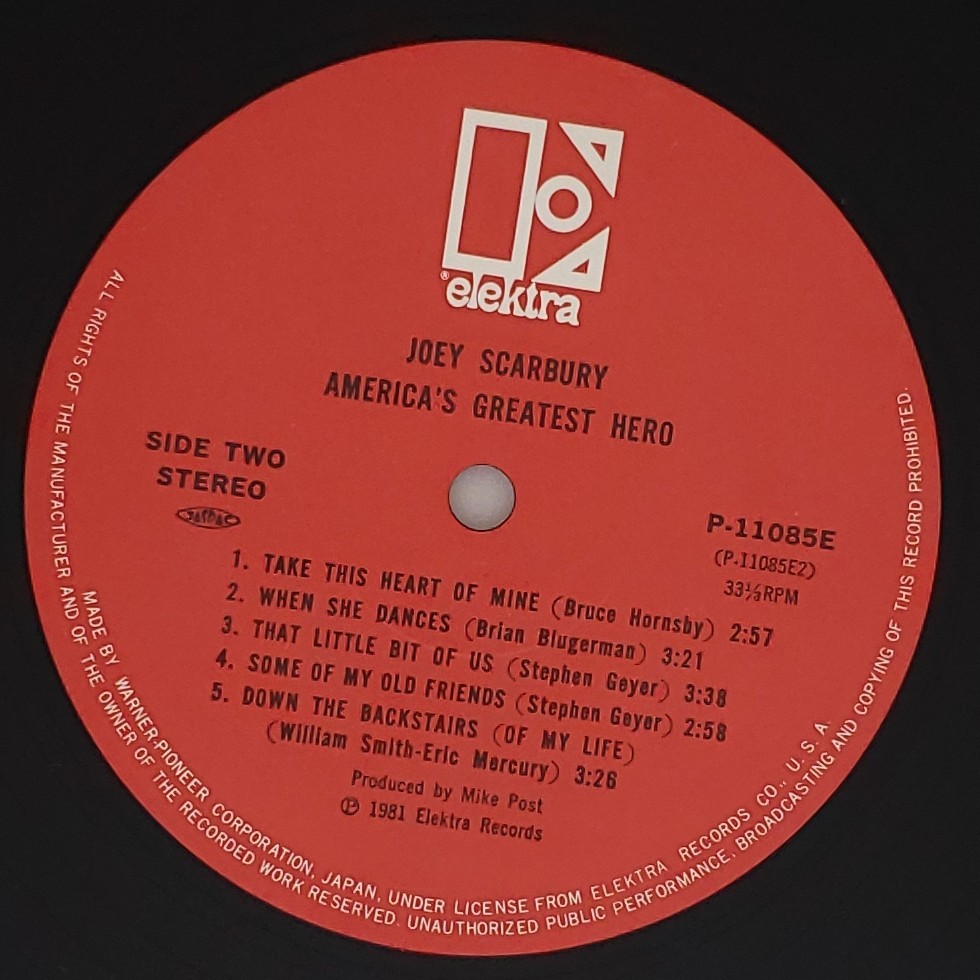 ® elektra
JOEY SCARBURY
AMERICA'S GREATEST HERO
SIDE TWO
STEREO
JASRAC
P-11085E
(P-11085E2)
33⅓RPM
1. TAKE THIS HEART OF MINE (Bruce Hornsby) 2:57
2. WHEN SHE DANCES (Brian Blugerman) 3:21
3. THAT LITTLE BIT OF US (Stephen Geyer) 3:38
4. SOME OF MY OLD FRIENDS (Stephen Geyer) 2:58
5. DOWN THE BACKSTAIRS (OF MY LIFE)
(William Smith-Eric Mercury) 3:26
Produced by Mike Post
℗ 1981 Elektra Records
MADE BY WARNER-PIONEER CORPORATION, JAPAN, UNDER LICENSE FROM ELEKTRA RECORDS CO., U. S. A.
ALL RIGHTS OF THE MANUFACTURER AND OF THE OWNER OF THE RECORDED WORK RESERVED. UNAUTHORIZED PUBLIC PERFORMANCE, BROADCASTING AND COPYING OF THIS RECORD PROHIBITED.